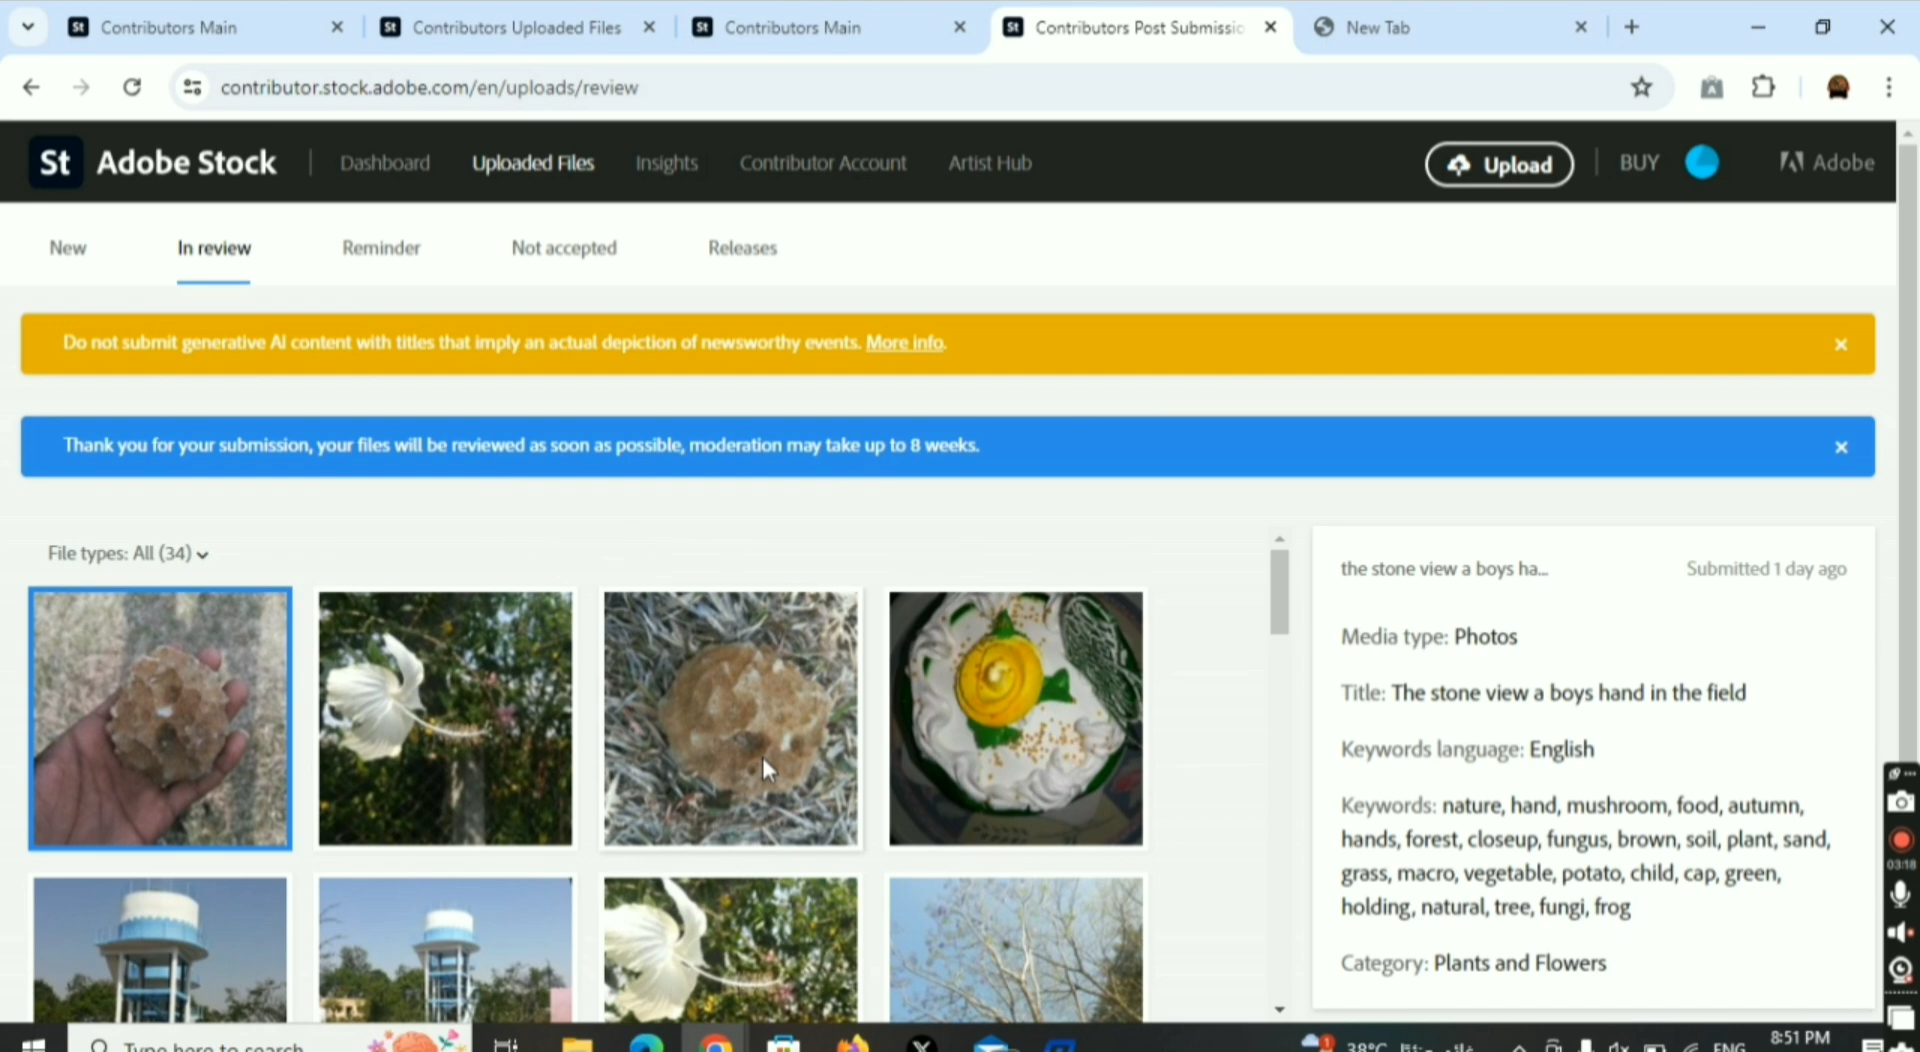 Contributors Main
Contributors Uploaded Files
Contributors Main
Contributors Post Submissic
New Tab
contributor.stock.adobe.com/en/uploads/review
St Adobe Stock
Dashboard
Uploaded Files
Insights
Contributor Account
Artist Hub
Upload
BUY
Adobe
New
In review
Reminder
Not accepted
Releases
Do not submit generative AI content with titles that imply an actual depiction of newsworthy events. More info.
Thank you for your submission, your files will be reviewed as soon as possible, moderation may take up to 8 weeks.
File types: All (34)
the stone view a boys ha...
Submitted 1 day ago
Media type: Photos
Title: The stone view a boys hand in the field
Keywords language: English
Keywords: nature, hand, mushroom, food, autumn,
hands, forest, closeup, fungus, brown, soil, plant, sand,
grass, macro, vegetable, potato, child, cap, green,
holding, natural, tree, fungi, frog
Category: Plants and Flowers
03:18
Type here to search
38°C
ENG
8:51 PM